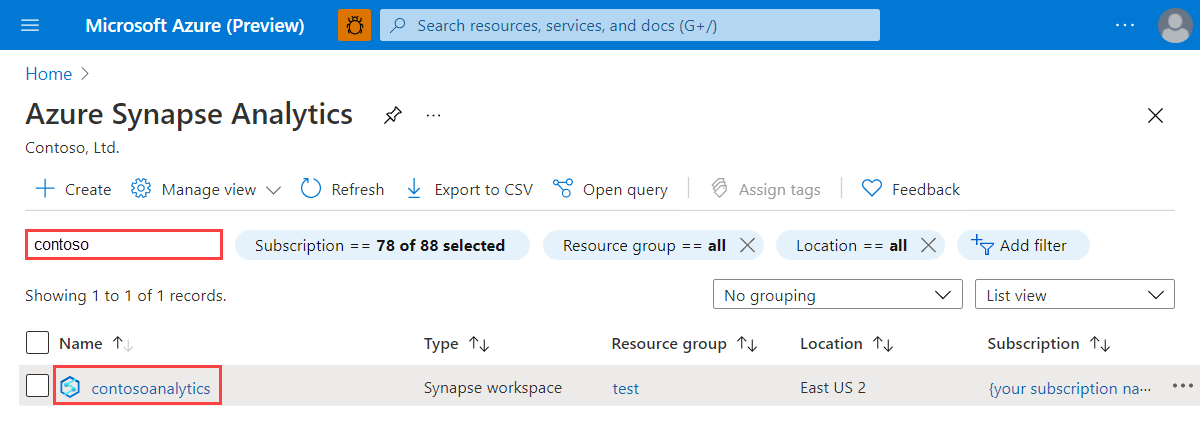 Microsoft Azure (Preview) Search resources, services, and docs (G+/) ...
Home >
Azure Synapse Analytics ...
Contoso, Ltd.
Create Manage view Refresh Export to CSV Open query Assign tags Feedback
contoso Subscription == 78 of 88 selected Resource group == all Location == all Add filter
Showing 1 to 1 of 1 records. No grouping List view
Name Type Resource group Location Subscription
contosoanalytics Synapse workspace test East US 2 {your subscription na... ...